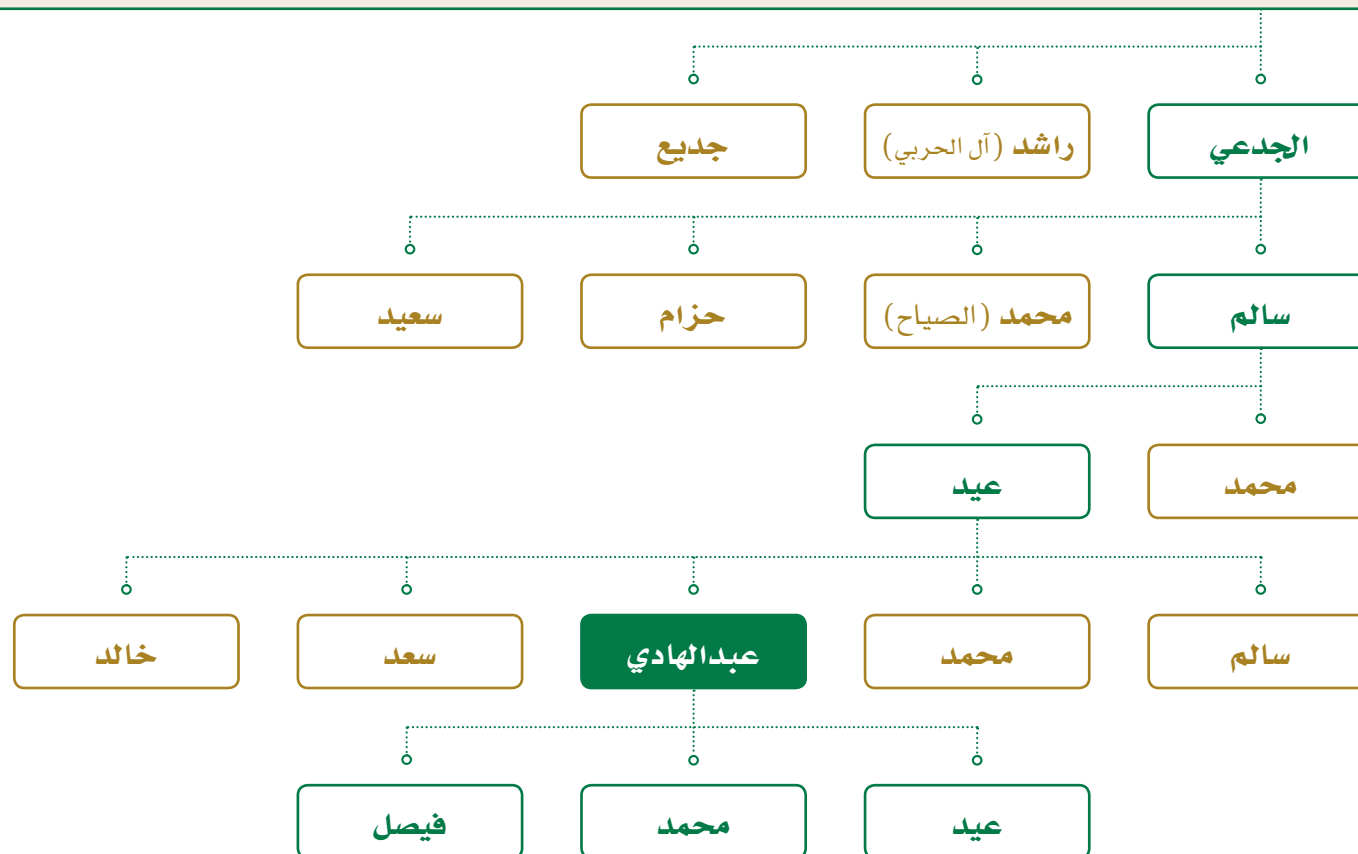 الجدعي
راشد (آل الحربي)
جديع
سالم
محمد (الصياح)
حزام
سعيد
محمد
عيد
سالم
محمد
عبدالهادي
سعد
خالد
عيد
محمد
فيصل